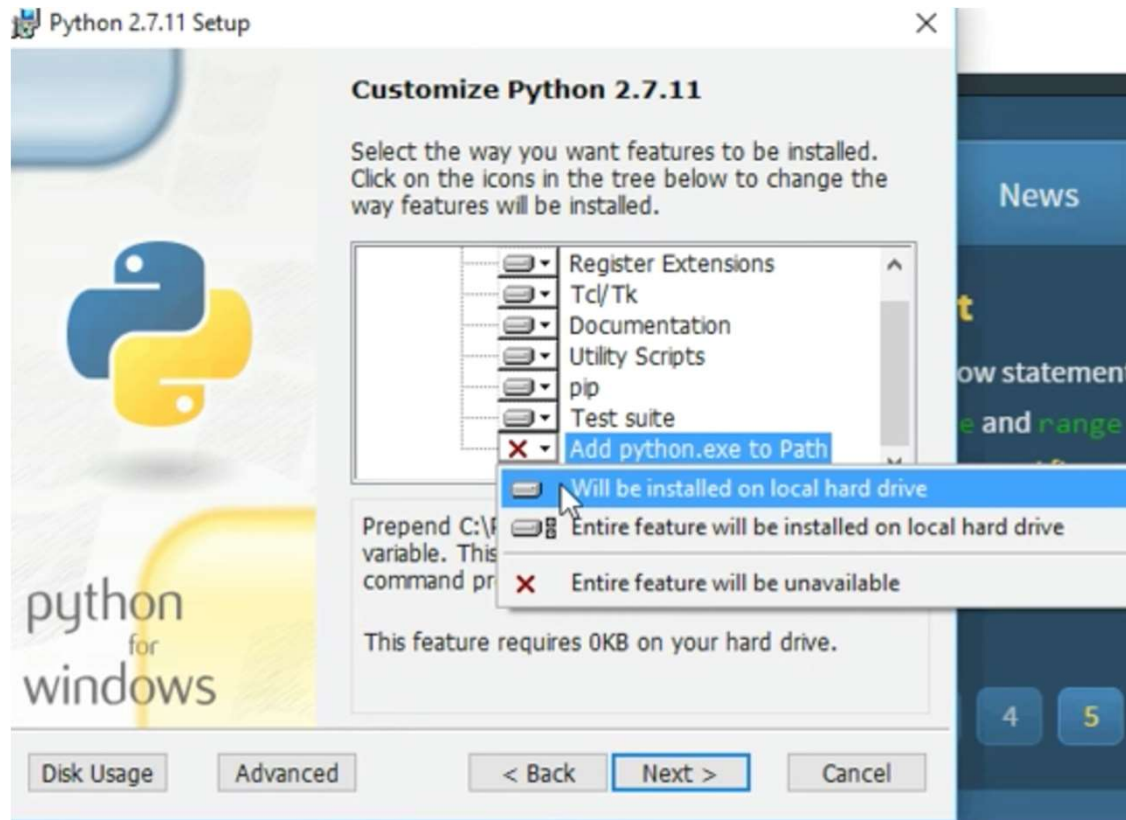 Python 2.7.11 Setup
Customize Python 2.7.11
Select the way you want features to be installed.
Click on the icons in the tree below to change the
way features will be installed.
News
Register Extensions
Tcl/Tk
Documentation
Utility Scripts
pip
Test suite
Add python.exe to Path
t
ow statement
e and range
Will be installed on local hard drive
Entire feature will be installed on local hard drive
Entire feature will be unavailable
Prepend C:\
variable. This
command pr
This feature requires 0KB on your hard drive.
python
for
windows
4 5
Disk Usage Advanced < Back Next > Cancel